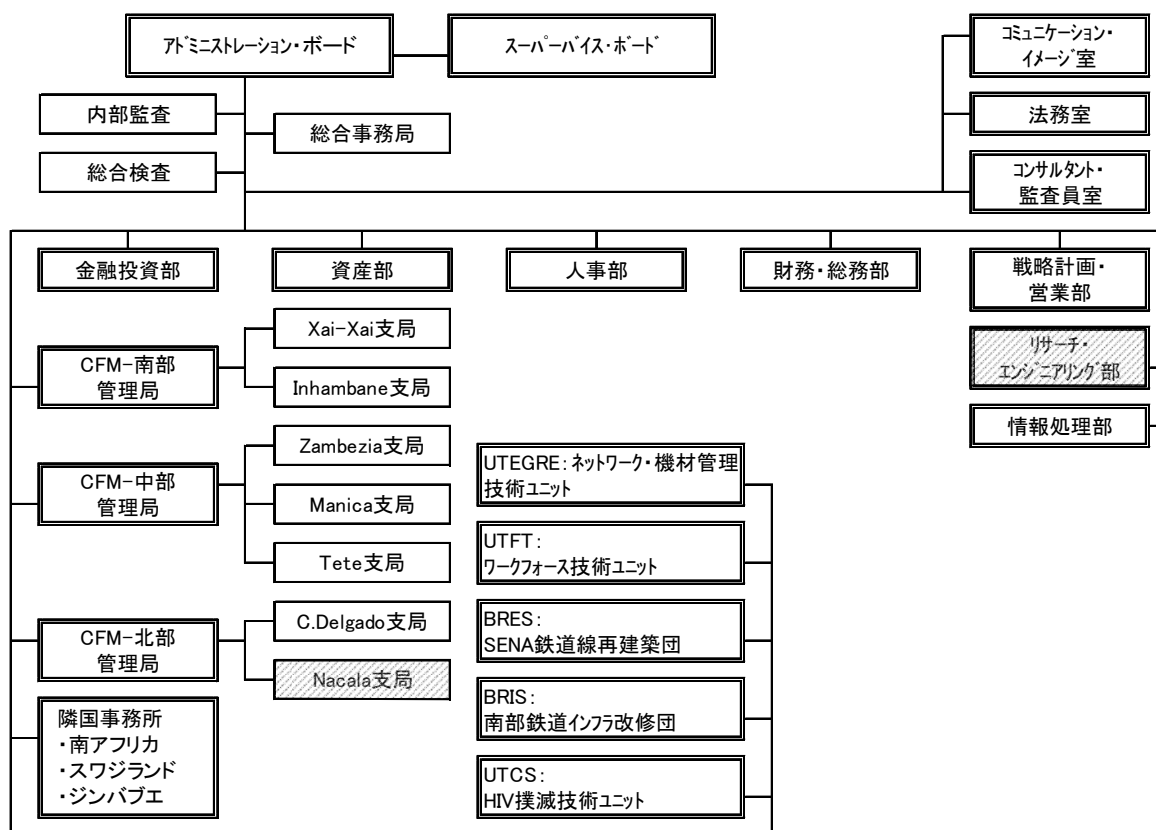 アドミニストレーション・ボード
スーパーバイス・ボード
コミュニケーション・
イメージ室
内部監査
総合事務局
法務室
総合検査
コンサルタント・
監査員室
金融投資部
資産部
人事部
財務・総務部
戦略計画・
営業部
Xai-Xai支局
CFM-南部
管理局
Inhambane支局
リサーチ・
エンジニアリング部
情報処理部
Zambezia支局
CFM-中部
管理局
Manica支局
Tete支局
UTEGRE：ネットワーク・機材管理
技術ユニット
UTFT：
ワークフォース技術ユニット
C.Delgado支局
CFM-北部
管理局
Nacala支局
BRES：
SENA鉄道線再建築団
隣国事務所
・南アフリカ
・スワジランド
・ジンバブエ
BRIS：
南部鉄道インフラ改修団
UTCS：
HIV撲滅技術ユニット